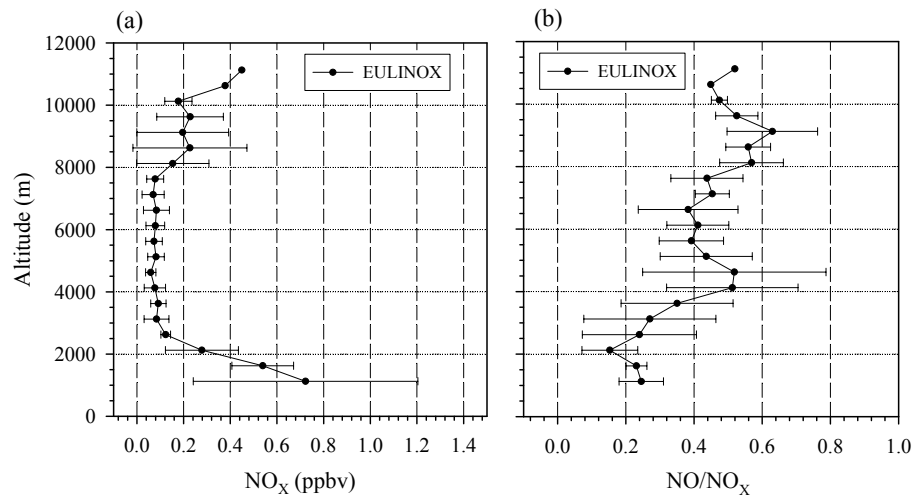 (a)
(b)
EULINOX
EULINOX
Altitude (m)
12000
10000
8000
6000
4000
2000
0
0.0 0.2 0.4 0.6 0.8 1.0 1.2 1.4
0.0 0.2 0.4 0.6 0.8 1.0
NOX (ppbv)
NO/NOX